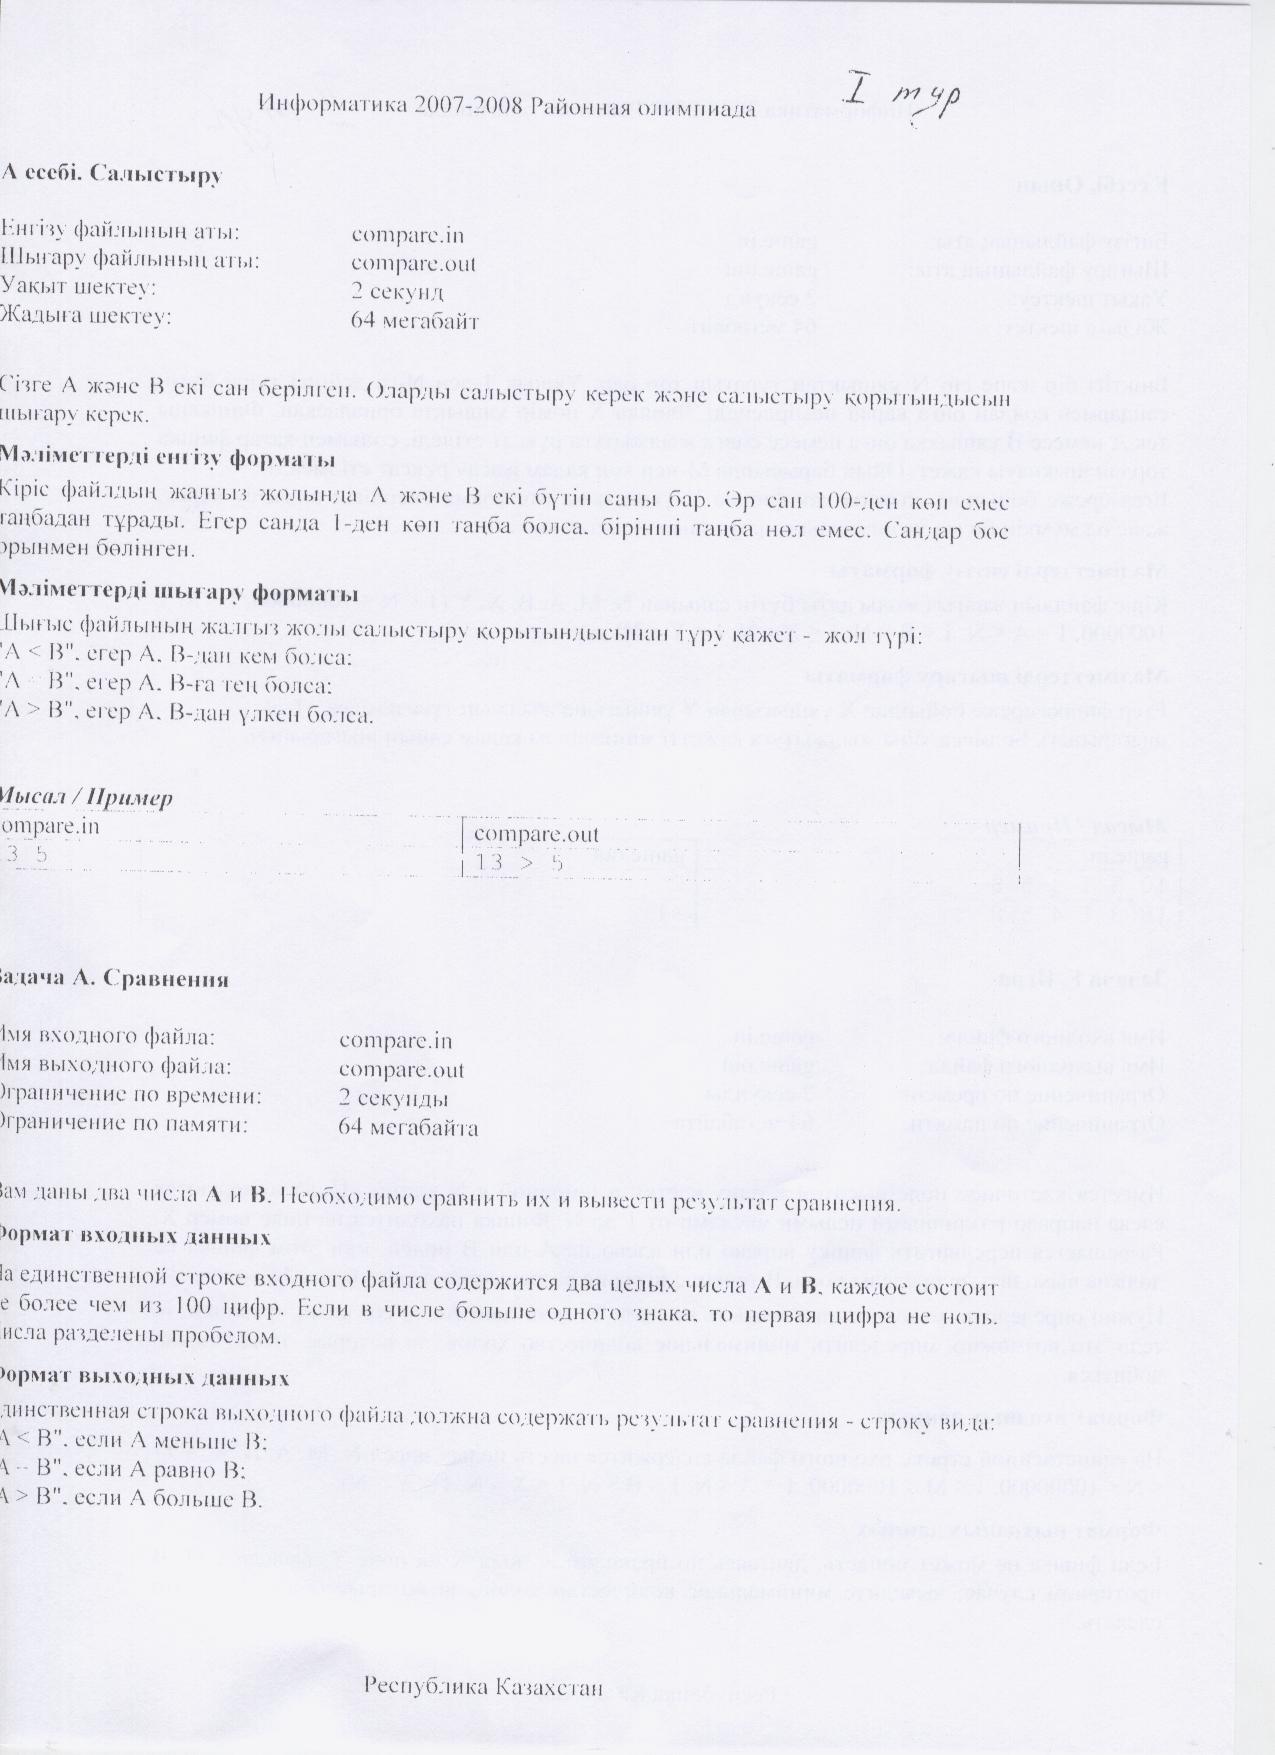 I тур
Информатика 2007-2008 Районная олимпиада
А есебі. Салыстыру
Енгізу файлының аты: compare.in
Шығару файлының аты: compare.out
Уақыт шектеу: 2 секунд
Жадыға шектеу: 64 мегабайт
Сізге А және В екі сан берілген. Оларды салыстыру керек және салыстыру қорытындысын
шығару керек.
Мәліметтерді енгізу форматы
Кіріс файлдың жалғыз жолында А және В екі бүтін саны бар. Әр сан 100-ден көп емес
таңбадан тұрады. Егер санда 1-ден көп таңба болса, бірінші таңба нөл емес. Сандар бос
орынмен бөлінген.
Мәліметтерді шығару форматы
Шығыс файлының жалғыз жолы салыстыру қорытындысынан тұру қажет - жол түрі:
"A < B", егер А, В-дан кем болса;
"A = B", егер А, В-ға тең болса;
"A > B", егер А, В-дан үлкен болса.
Мысал / Пример
ompare.in compare.out
3 5 13 > 5
Задача А. Сравнения
Имя входного файла: compare.in
Имя выходного файла: compare.out
Ограничение по времени: 2 секунды
Ограничение по памяти: 64 мегабайта
Вам даны два числа А и В. Необходимо сравнить их и вывести результат сравнения.
Формат входных данных
На единственной строке входного файла содержится два целых числа А и В, каждое состоит
е более чем из 100 цифр. Если в числе больше одного знака, то первая цифра не ноль.
Числа разделены пробелом.
Формат выходных данных
Единственная строка выходного файла должна содержать результат сравнения - строку вида:
A < B", если А меньше В;
A = B", если А равно В;
A > B", если А больше В.
Республика Казахстан